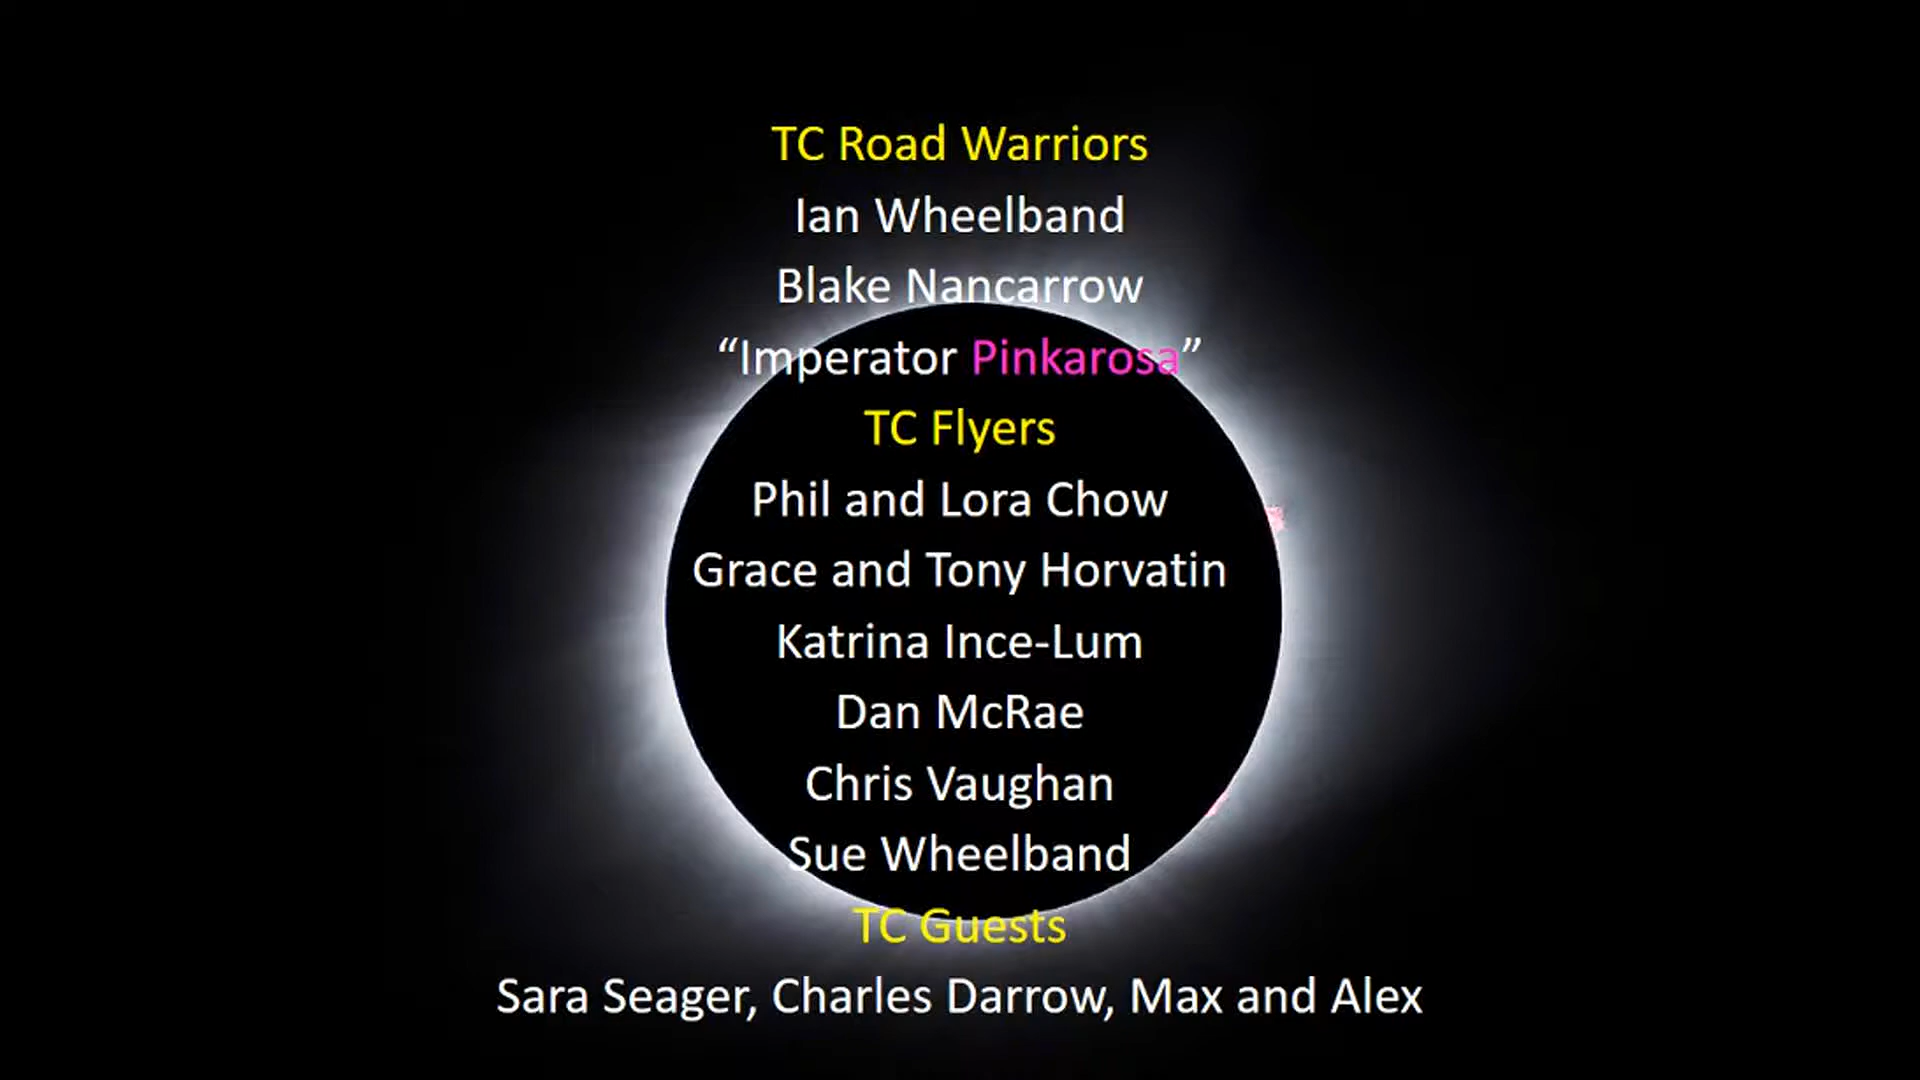 TC Road Warriors
Ian Wheelband
Blake Nancarrow
“Imperator Pinkarosa”
TC Flyers
Phil and Lora Chow
Grace and Tony Horvatin
Katrina Ince-Lum
Dan McRae
Chris Vaughan
Sue Wheelband
TC Guests
Sara Seager, Charles Darrow, Max and Alex